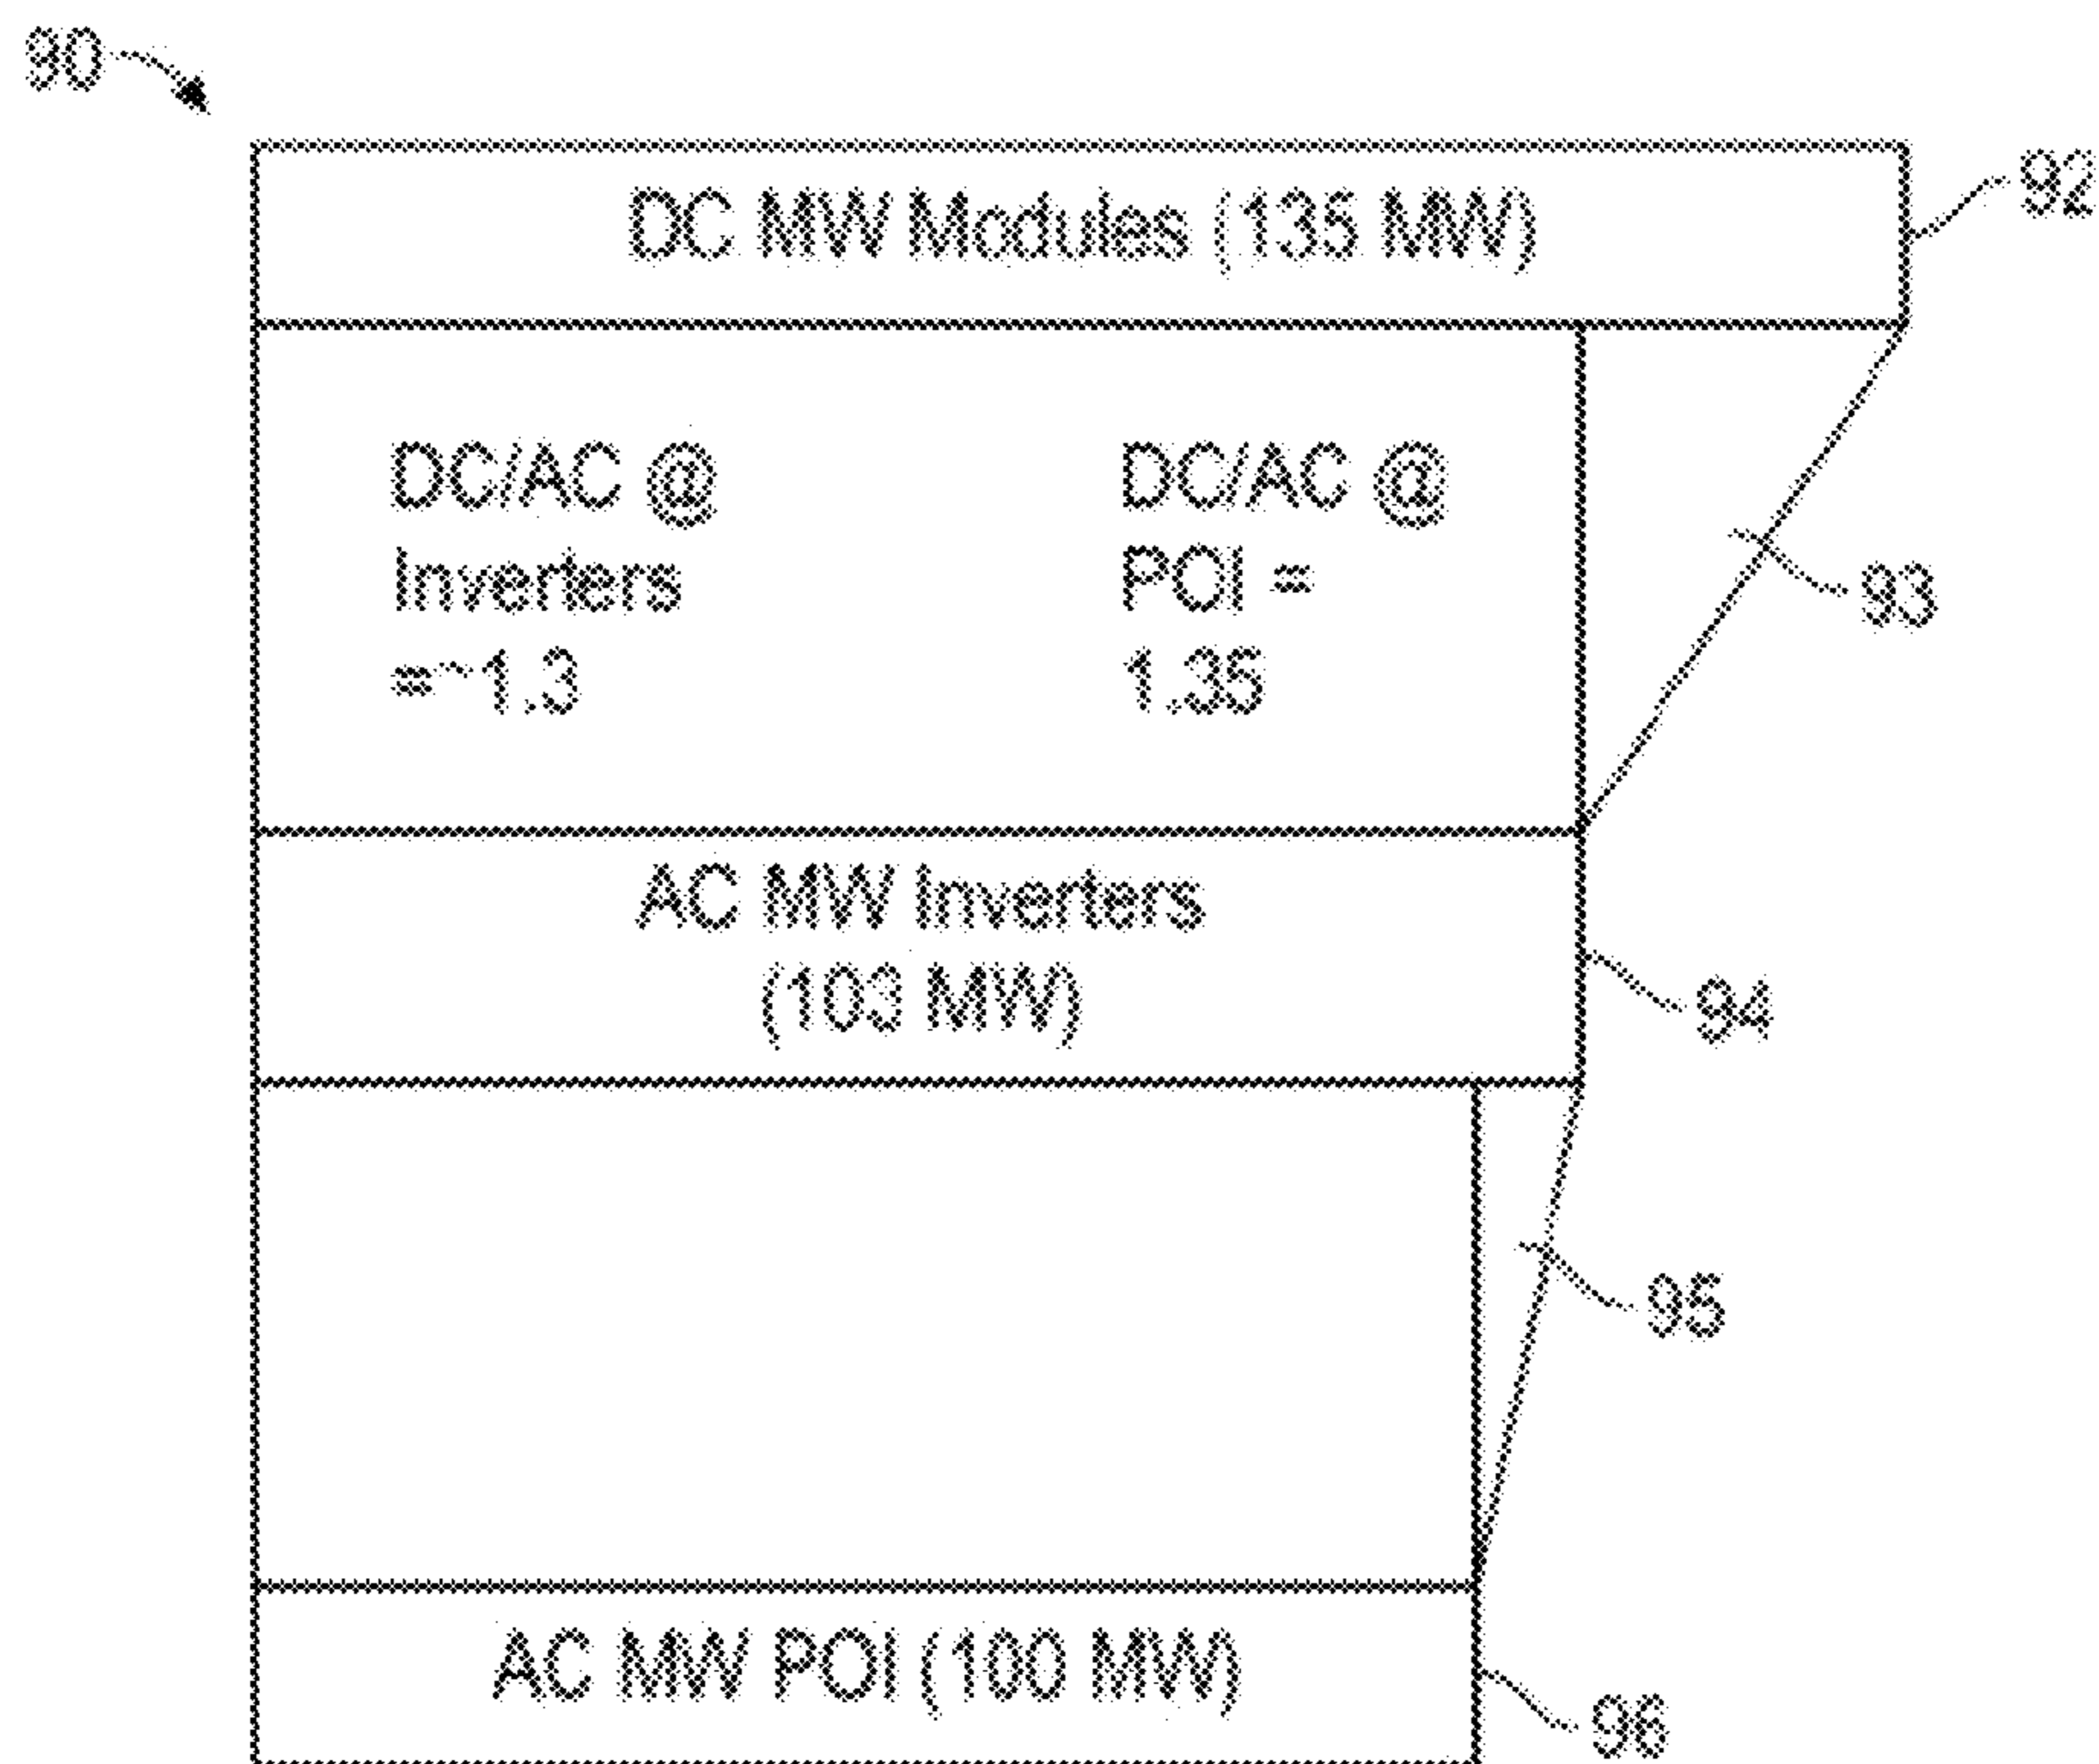 90
DC MW Modules (135 MW)
92
DC/AC @
Inverters
=~1.3
DC/AC @
POI =
1.35
93
AC MW Inverters
(103 MW)
94
95
AC MW POI (100 MW)
96